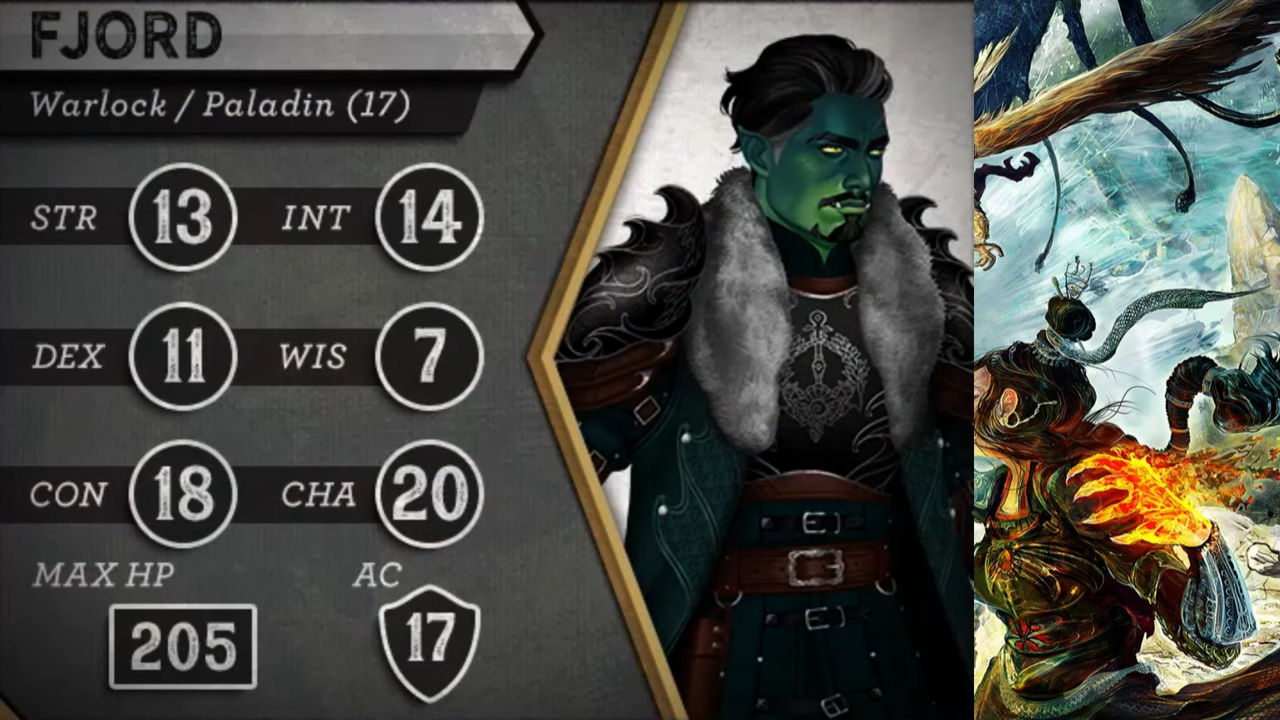 FJORD
Warlock / Paladin (17)
STR 13 INT 14
DEX 11 WIS 7
CON 18 CHA 20
MAX HP AC
205 17